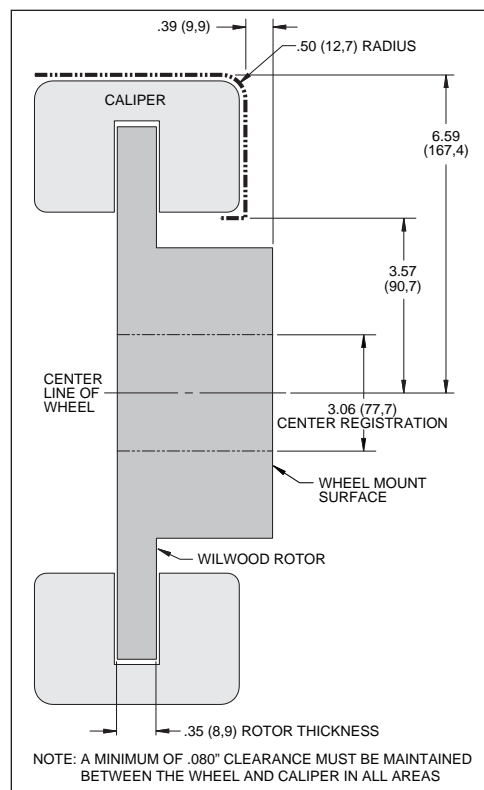 .39 (9,9)
.50 (12,7) RADIUS
CALIPER
6.59
(167,4)
3.57
(90,7)
CENTER
LINE OF
WHEEL
3.06 (77,7)
CENTER REGISTRATION
WHEEL MOUNT
SURFACE
WILWOOD ROTOR
.35 (8,9) ROTOR THICKNESS
NOTE: A MINIMUM OF .080" CLEARANCE MUST BE MAINTAINED
BETWEEN THE WHEEL AND CALIPER IN ALL AREAS